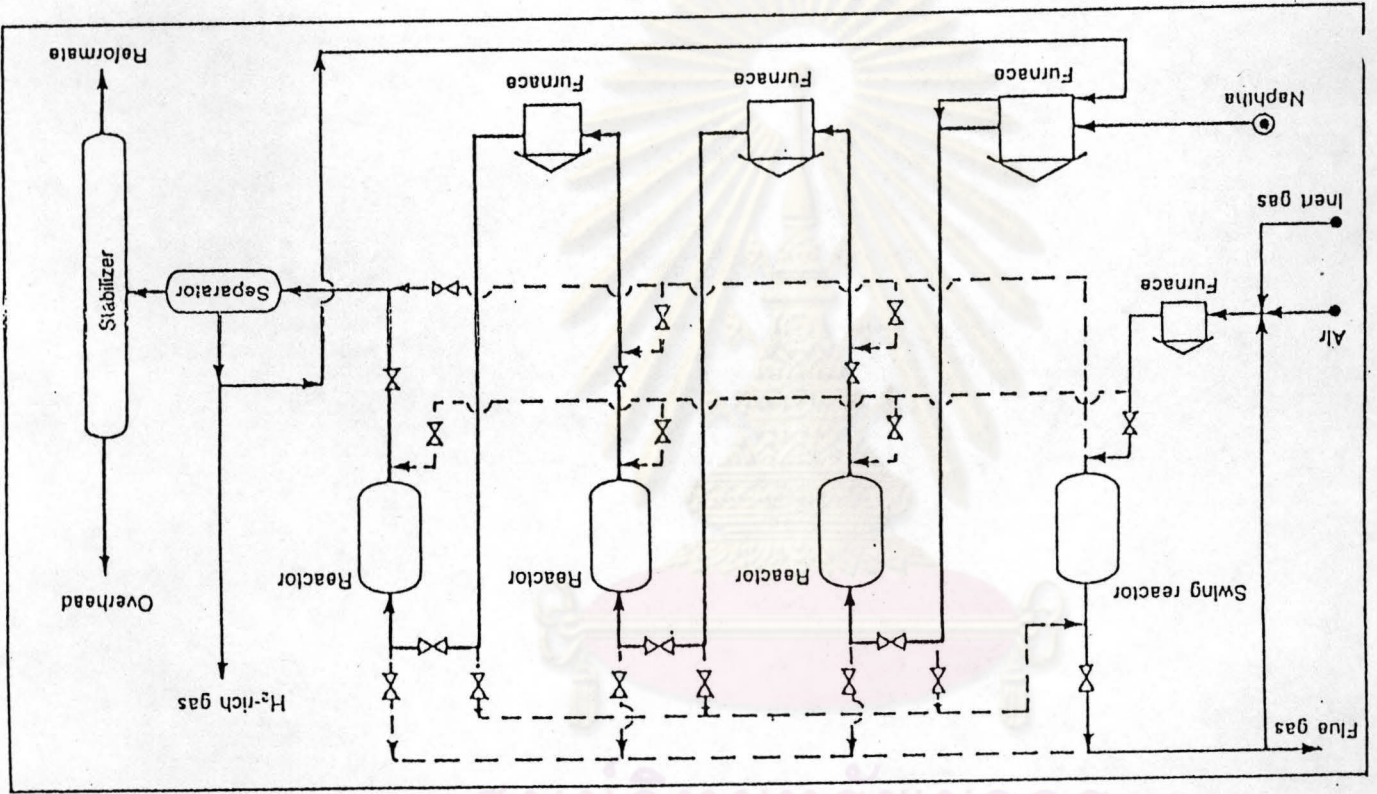 Flue gas
H₂-rich gas
Overhead
Swing reactor
Reactor
Reactor
Reactor
Air
Furnace
Separator
Stabilizer
Inert gas
Naphtha
Furnace
Furnace
Furnace
Reformate